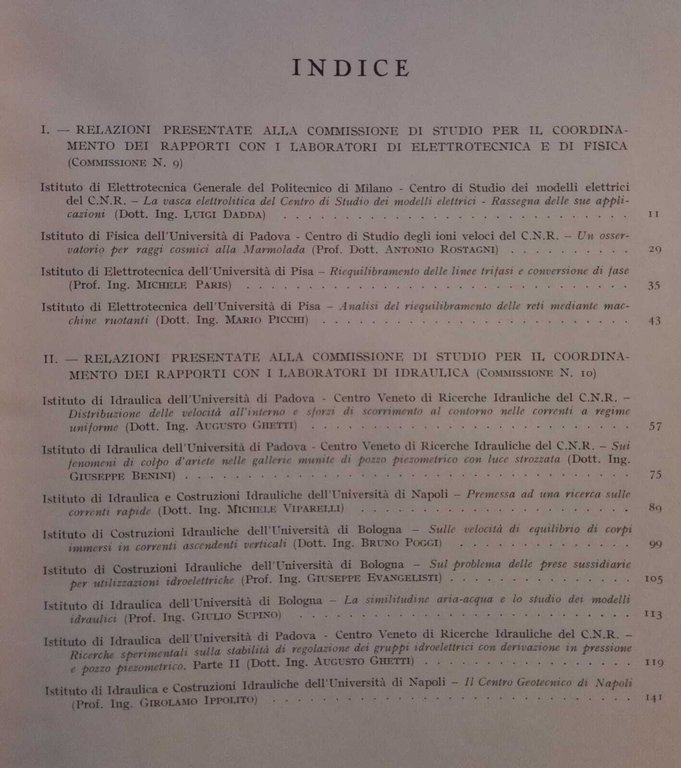 INDICE
I. — RELAZIONI PRESENTATE ALLA COMMISSIONE DI STUDIO PER IL COORDINA-
MENTO DEI RAPPORTI CON I LABORATORI DI ELETTROTECNICA E DI FISICA
(COMMISSIONE N. 9)
Istituto di Elettrotecnica Generale del Politecnico di Milano - Centro di Studio dei modelli elettrici
del C.N.R. – La vasca elettrolitica del Centro di Studio dei modelli elettrici - Rassegna delle sue appli-
cazioni (Dott. Ing. LUIGI DADDA) . . . . . . . . . . . . . . . . . . . . . . . . 11
Istituto di Fisica dell'Università di Padova - Centro di Studio degli ioni veloci del C.N.R. – Un osser-
vatorio per raggi cosmici alla Marmolada (Prof. Dott. ANTONIO ROSTAGNI) . . . . . . . . . 29
Istituto di Elettrotecnica dell'Università di Pisa – Riequilibramento delle linee trifasi e conversione di fase
(Prof. Ing. MICHELE PARIS) . . . . . . . . . . . . . . . . . . . . . . . . . . 35
Istituto di Elettrotecnica dell'Università di Pisa – Analisi del riequilibramento delle reti mediante mac-
chine ruotanti (Dott. Ing. MARIO PICCHI) . . . . . . . . . . . . . . . . . . . . . 43
II. — RELAZIONI PRESENTATE ALLA COMMISSIONE DI STUDIO PER IL COORDINA-
MENTO DEI RAPPORTI CON I LABORATORI DI IDRAULICA (COMMISSIONE N. 10)
Istituto di Idraulica dell'Università di Padova - Centro Veneto di Ricerche Idrauliche del C.N.R. –
Distribuzione delle velocità all'interno e sforzi di scorrimento al contorno nelle correnti a regime
uniforme (Dott. Ing. AUGUSTO GHETTI) . . . . . . . . . . . . . . . . . . . . . . 57
Istituto di Idraulica dell'Università di Padova - Centro Veneto di Ricerche Idrauliche del C.N.R. – Sui
fenomeni di colpo d'ariete nelle gallerie munite di pozzo piezometrico con luce strozzata (Dott. Ing.
GIUSEPPE BENINI) . . . . . . . . . . . . . . . . . . . . . . . . . . . . . . 75
Istituto di Idraulica e Costruzioni Idrauliche dell'Università di Napoli – Premessa ad una ricerca sulle
correnti rapide (Dott. Ing. MICHELE VIPARELLI) . . . . . . . . . . . . . . . . . . . 89
Istituto di Costruzioni Idrauliche dell'Università di Bologna – Sulle velocità di equilibrio di corpi
immersi in correnti ascendenti verticali (Dott. Ing. BRUNO POGGI) . . . . . . . . . . . . 99
Istituto di Costruzioni Idrauliche dell'Università di Bologna – Sul problema delle prese sussidiarie
per utilizzazioni idroelettriche (Prof. Ing. GIUSEPPE EVANGELISTI) . . . . . . . . . . . . 105
Istituto di Idraulica dell'Università di Bologna – La similitudine aria-acqua e lo studio dei modelli
idraulici (Prof. Ing. GIULIO SUPINO) . . . . . . . . . . . . . . . . . . . . . . . 113
Istituto di Idraulica dell'Università di Padova - Centro Veneto di Ricerche Idrauliche del C.N.R. –
Ricerche sperimentali sulla stabilità di regolazione dei gruppi idroelettrici con derivazione in pressione
e pozzo piezometrico. Parte II (Dott. Ing. AUGUSTO GHETTI) . . . . . . . . . . . . . . 119
Istituto di Idraulica e Costruzioni Idrauliche dell'Università di Napoli – Il Centro Geotecnico di Napoli
(Prof. Ing. GIROLAMO IPPOLITO) . . . . . . . . . . . . . . . . . . . . . . . . . 141